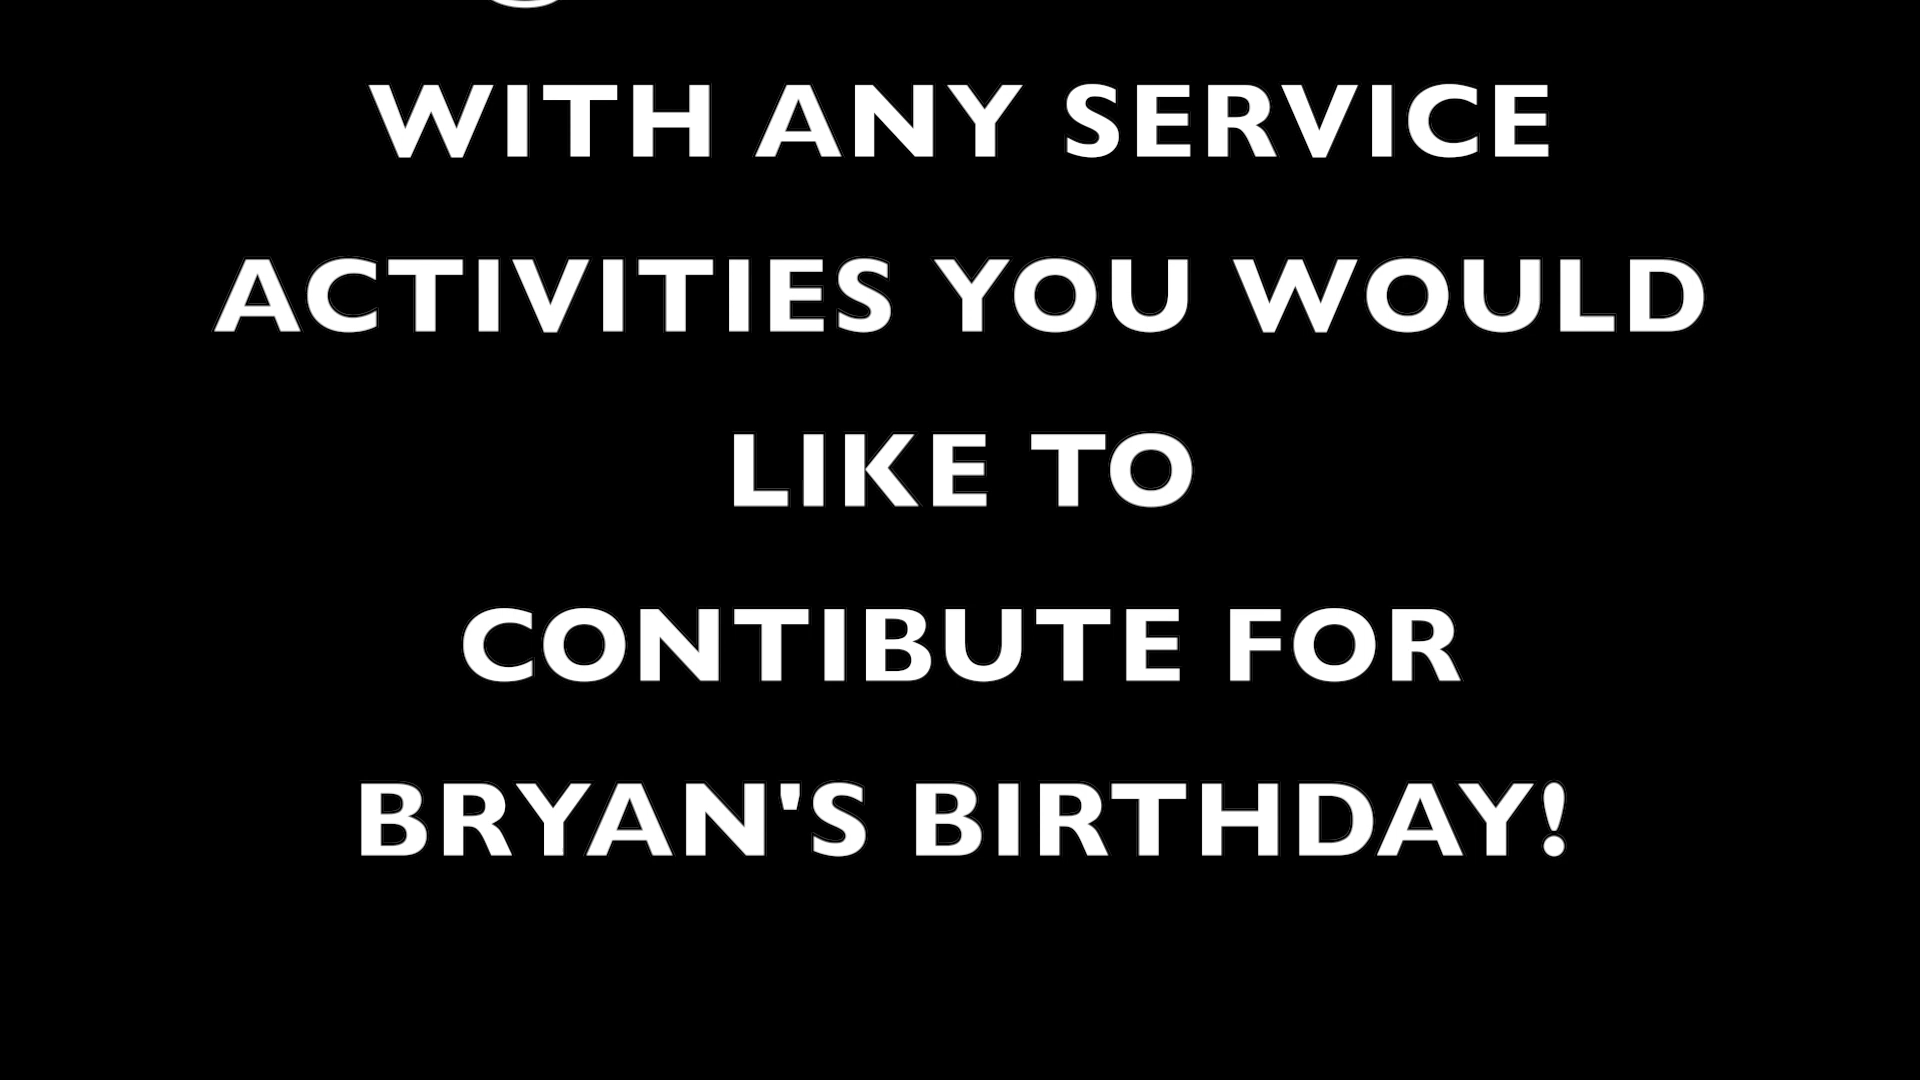 WITH ANY SERVICE
ACTIVITIES YOU WOULD
LIKE TO
CONTIBUTE FOR
BRYAN'S BIRTHDAY!